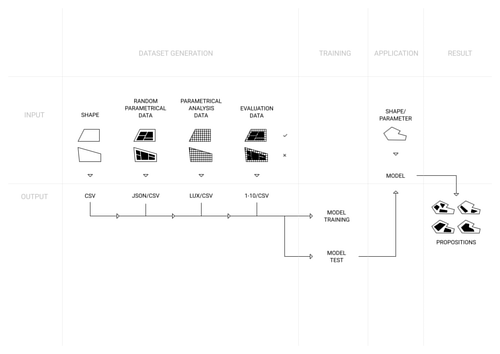 DATASET GENERATION
TRAINING
APPLICATION
RESULT
INPUT
SHAPE
RANDOM
PARAMETRICAL
DATA
PARAMETRICAL
ANALYSIS
DATA
EVALUATION
DATA
SHAPE/
PARAMETER
MODEL
OUTPUT
CSV
JSON/CSV
LUX/CSV
1-10/CSV
MODEL
TRAINING
MODEL
TEST
PROPOSITIONS